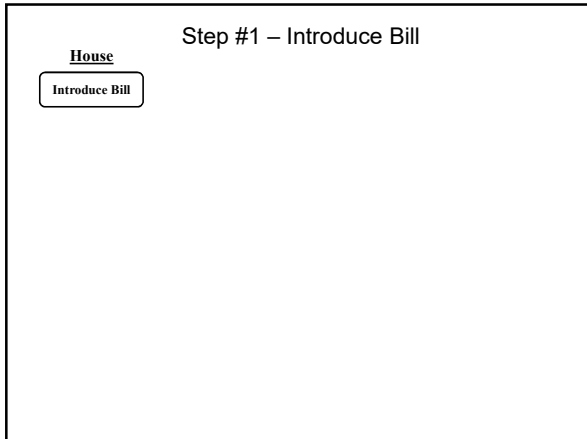 Step #1 – Introduce Bill
House
Introduce Bill